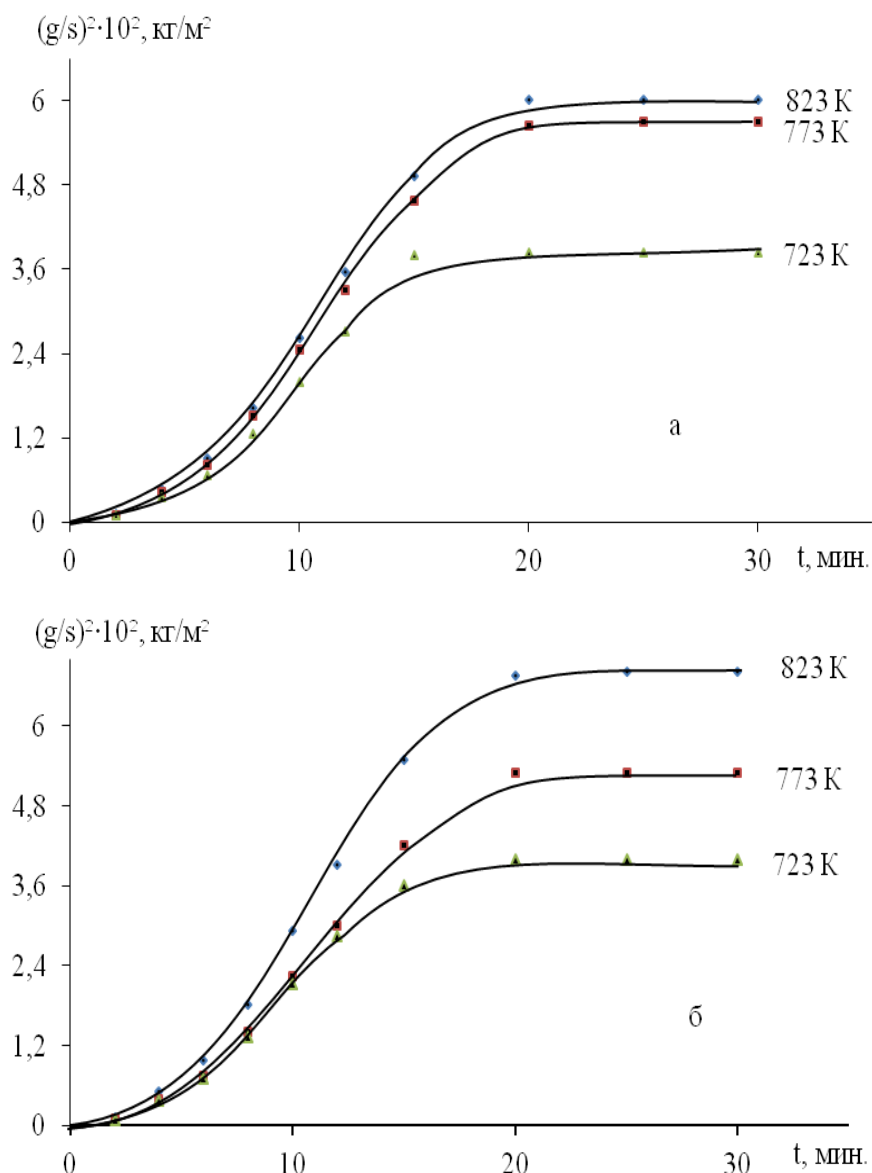 (g/s)²·10², кг/м²
6
823 К
773 К
4,8
3,6
723 К
2,4
а
1,2
0
0 10 20 30 t, мин.
(g/s)²·10², кг/м²
823 К
6
773 К
4,8
723 К
3,6
2,4
б
1,2
0
0 10 20 30 t, мин.